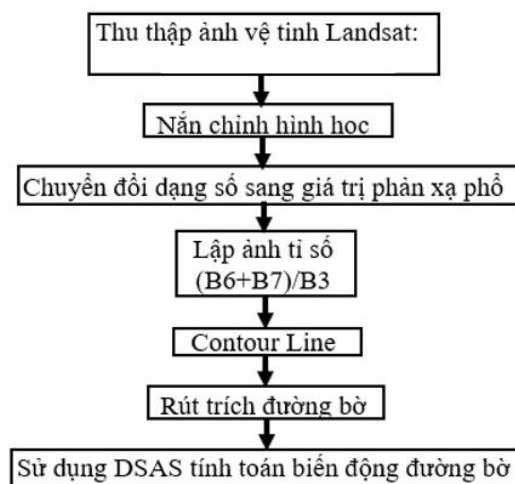 Thu thập ảnh vệ tinh Landsat:
Nắn chỉnh hình học
Chuyển đổi dạng số sang giá trị phản xạ phổ
Lập ảnh tỉ số
(B6+B7)/B3
Contour Line
Rút trích đường bờ
Sử dụng DSAS tính toán biến động đường bờ